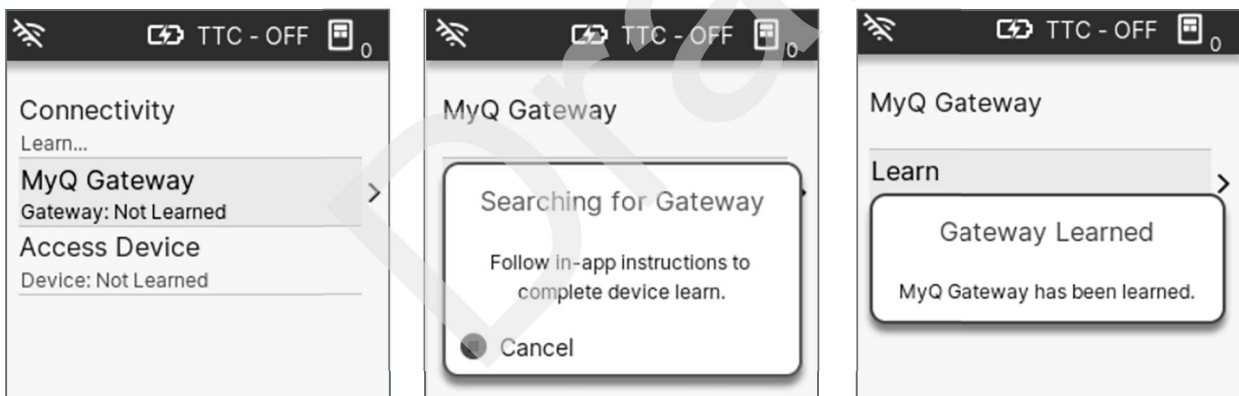 TTC - OFF 0
Connectivity
Learn...
MyQ Gateway
Gateway: Not Learned
Access Device
Device: Not Learned
TTC - OFF 0
MyQ Gateway
Searching for Gateway
Follow in-app instructions to
complete device learn.
Cancel
TTC - OFF 0
MyQ Gateway
Learn
Gateway Learned
MyQ Gateway has been learned.